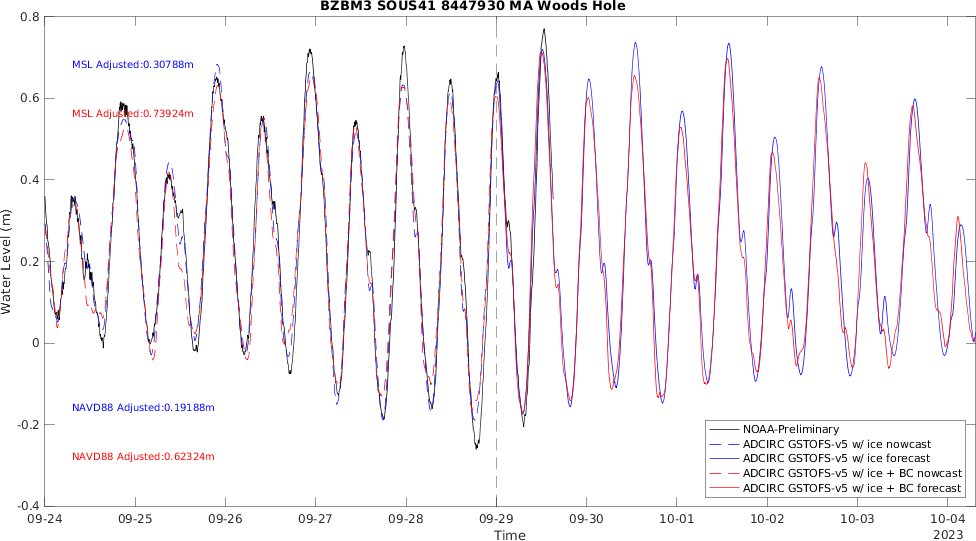 BZBM3 SOUS41 8447930 MA Woods Hole
0.8
0.6
0.4
0.2
0
-0.2
-0.4
Water Level (m)
MSL Adjusted:0.30788m
MSL Adjusted:0.73924m
NAVD88 Adjusted:0.19188m
NAVD88 Adjusted:0.62324m
NOAA-Preliminary
ADCIRC GSTOFS-v5 w/ ice nowcast
ADCIRC GSTOFS-v5 w/ ice forecast
ADCIRC GSTOFS-v5 w/ ice + BC nowcast
ADCIRC GSTOFS-v5 w/ ice + BC forecast
09-24 09-25 09-26 09-27 09-28 09-29 09-30 10-01 10-02 10-03 10-04
Time
2023